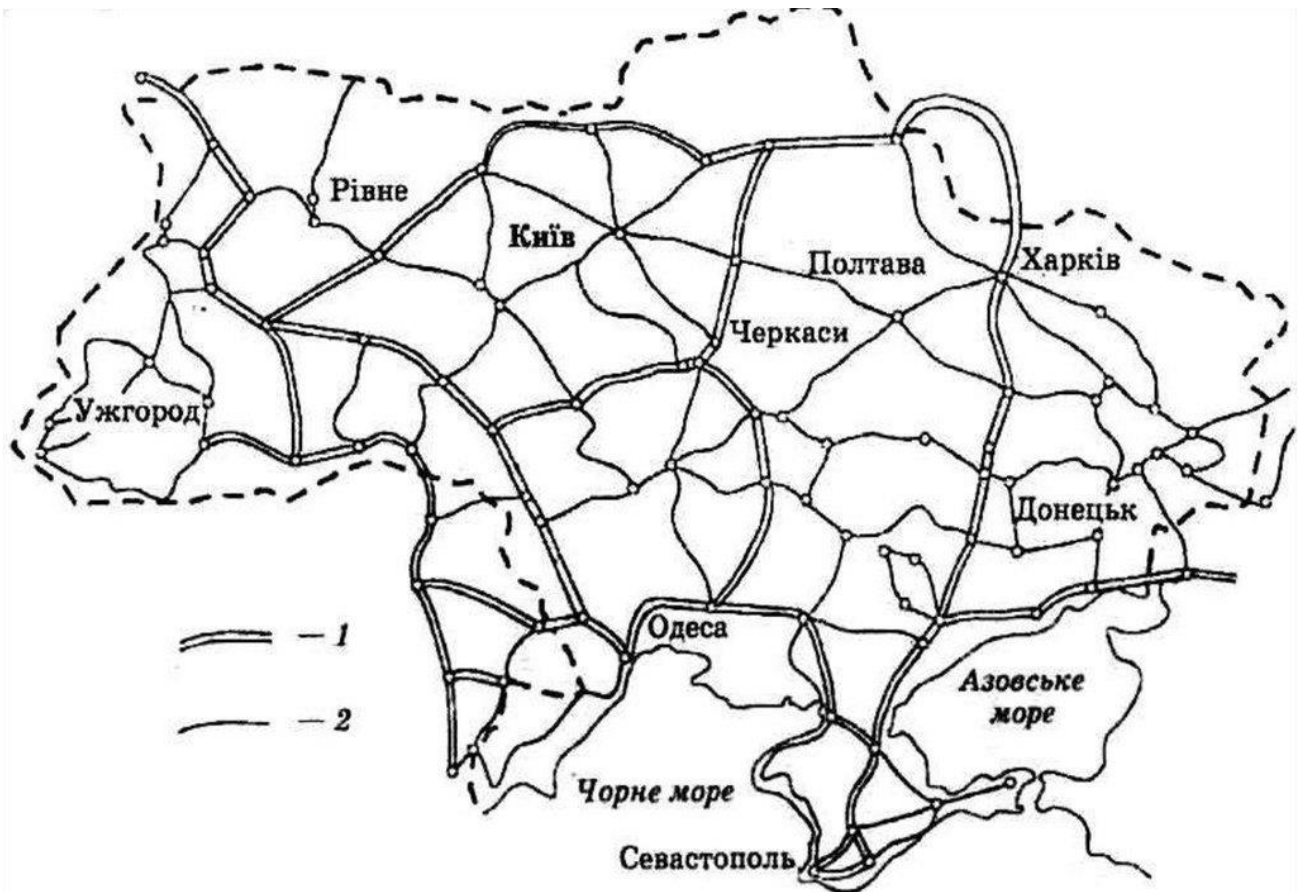 Рівне
Київ
Полтава
Харків
Черкаси
Ужгород
Донецьк
– 1
Одеса
Азовське
море
– 2
Чорне море
Севастополь